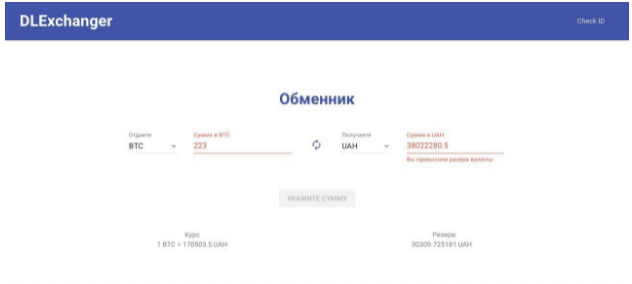 DLExchanger
Check ID
Обменник
Отдаете
BTC
Сумма в BTC
223
Получаете
UAH
Сумма в UAH
38022280.5
Вы превысили резерв валюты
УКАЖИТЕ СУММУ
Курс
1 BTC = 170503.5 UAH
Резерв
30309.725181 UAH